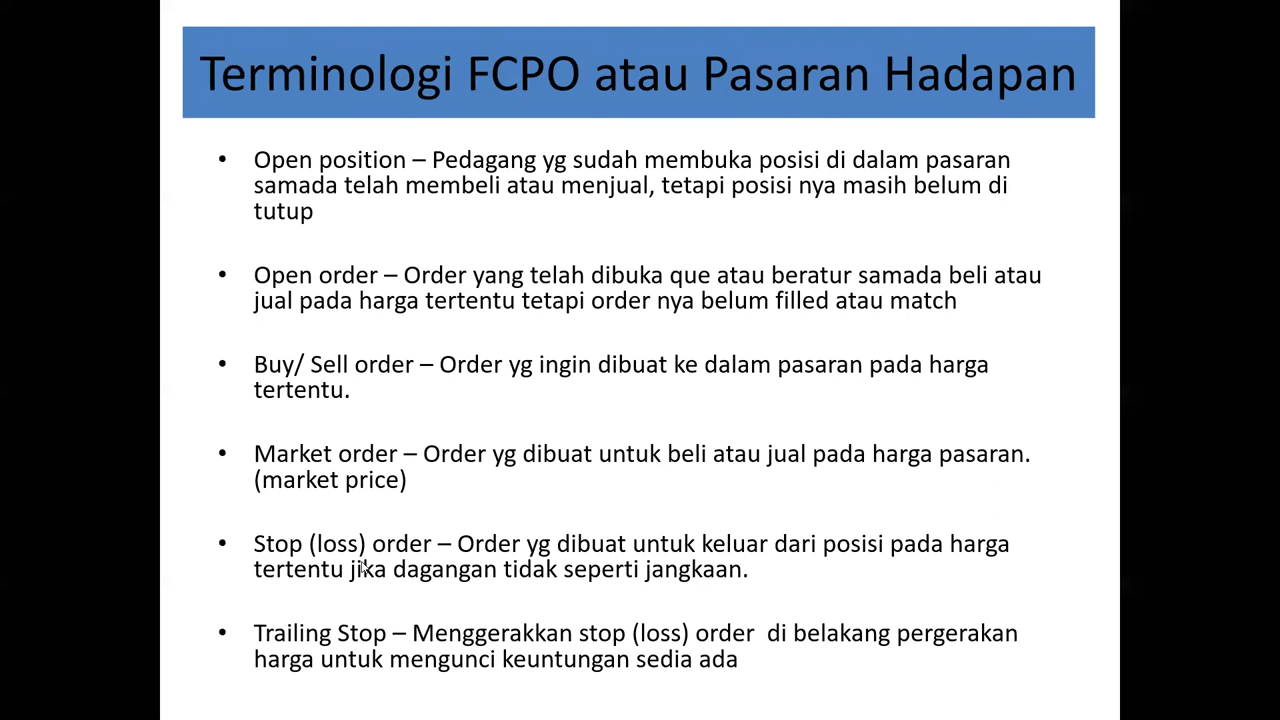 Terminologi FCPO atau Pasaran Hadapan
• Open position – Pedagang yg sudah membuka posisi di dalam pasaran
samada telah membeli atau menjual, tetapi posisi nya masih belum di
tutup
• Open order – Order yang telah dibuka que atau beratur samada beli atau
jual pada harga tertentu tetapi order nya belum filled atau match
• Buy/ Sell order – Order yg ingin dibuat ke dalam pasaran pada harga
tertentu.
• Market order – Order yg dibuat untuk beli atau jual pada harga pasaran.
(market price)
• Stop (loss) order – Order yg dibuat untuk keluar dari posisi pada harga
tertentu jika dagangan tidak seperti jangkaan.
• Trailing Stop – Menggerakkan stop (loss) order  di belakang pergerakan
harga untuk mengunci keuntungan sedia ada